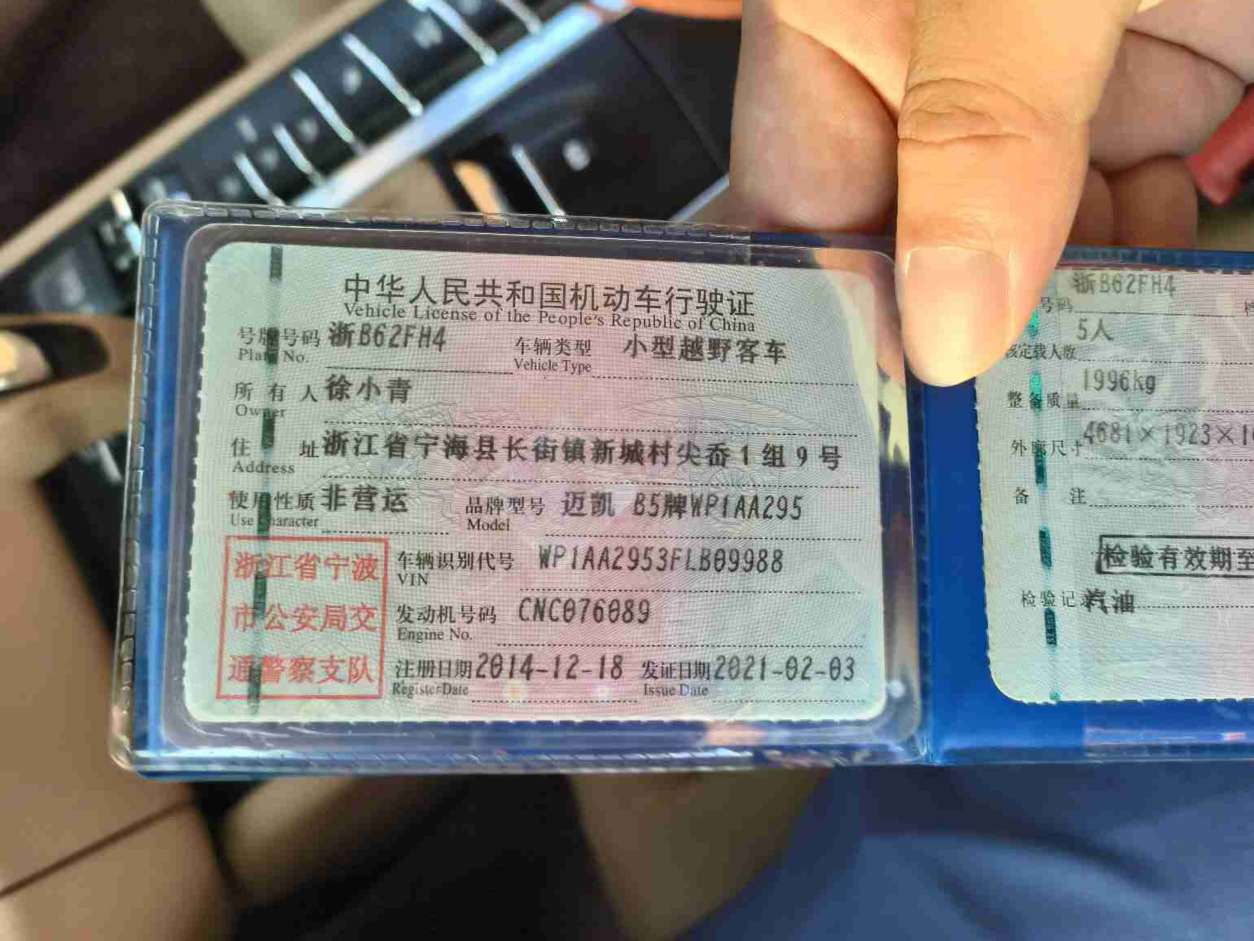 中华人民共和国机动车行驶证
Vehicle License of the People's Republic of China
号牌号码 浙B62FH4 车辆类型 小型越野客车
Plate No. Vehicle Type
所有人 徐小青
Owner
住址 浙江省宁海县长街镇新城村尖岙1组9号
Address
使用性质 非营运 品牌型号 迈凯 B5牌WP1AA295
Use Character Model
车辆识别代号 WP1AA2953FLB09988
VIN
发动机号码 CNC076089
Engine No.
注册日期 2014-12-18 发证日期 2021-02-03
Register Date Issue Date
浙江省宁波
市公安局交
通警察支队
号码 浙B62FH4
核定载人数 5人
整备质量 1996kg
外廓尺寸 4681×1923×1
备注
检验有效期至
检验记录 汽油